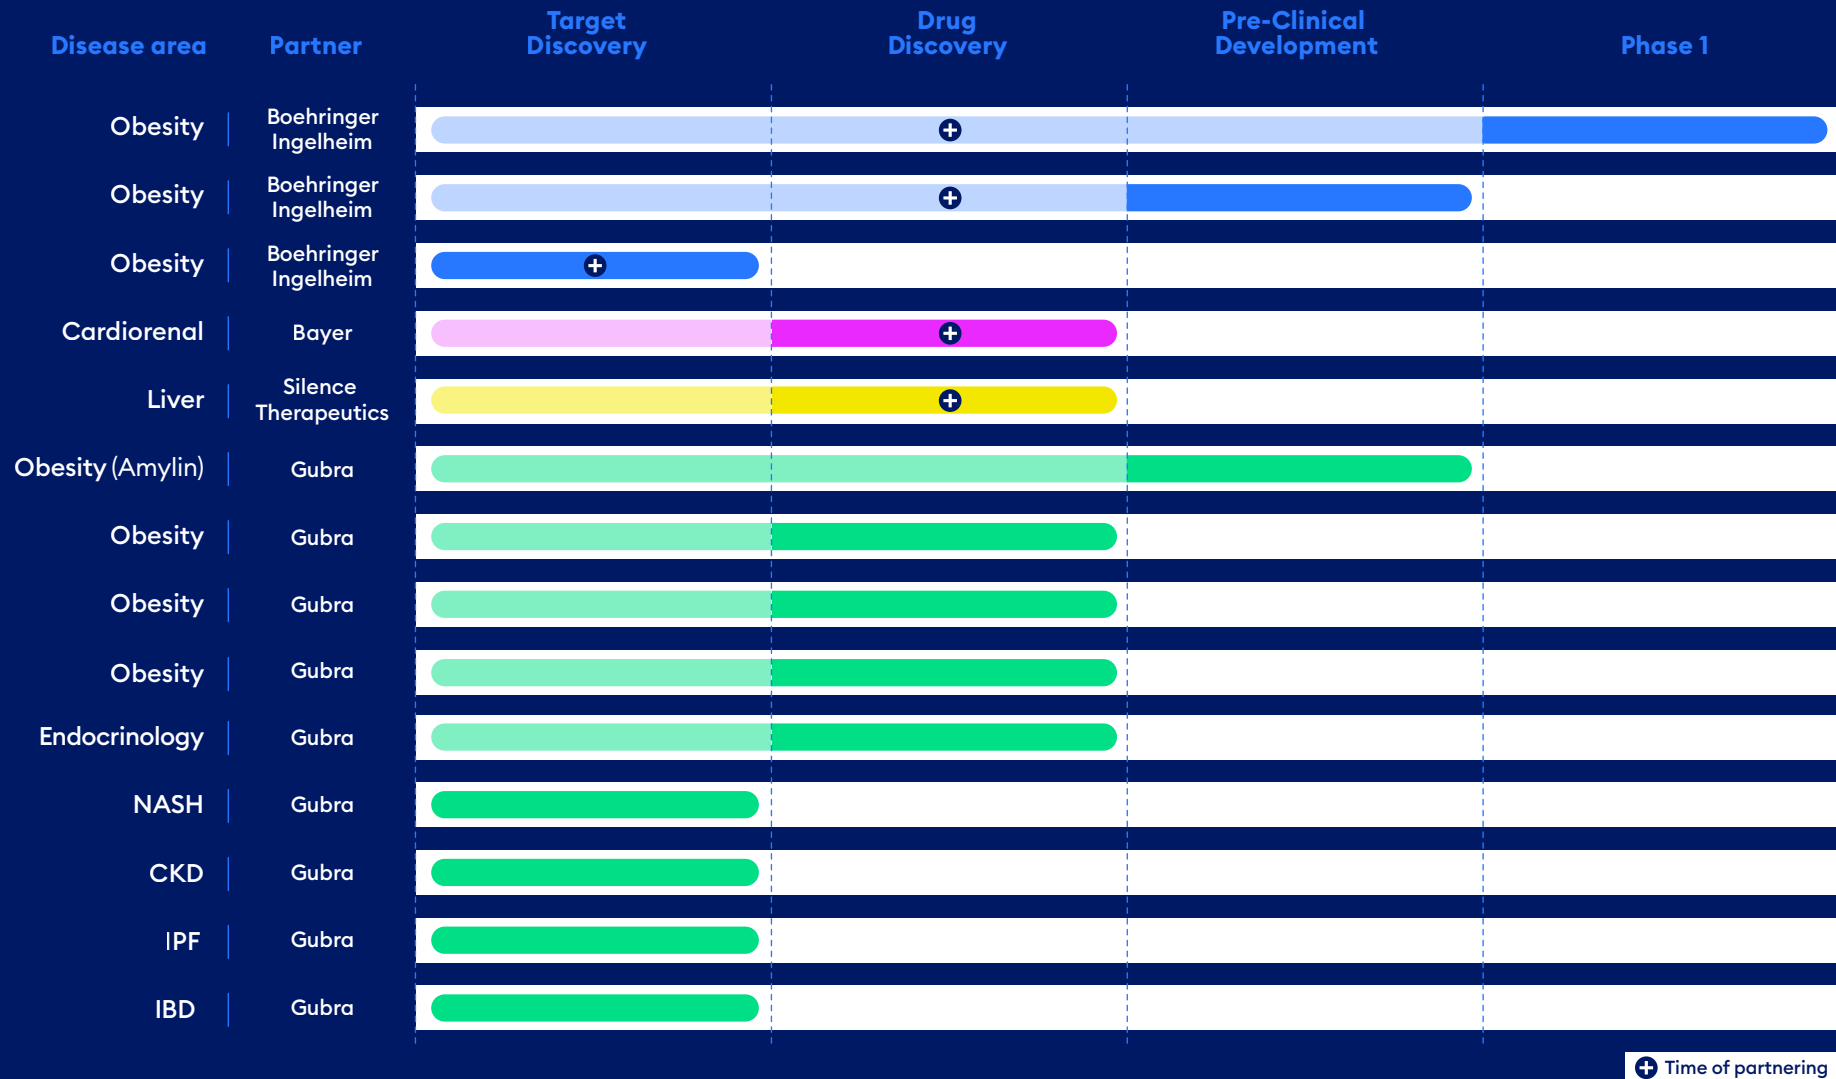 Disease area
Partner
Target
Discovery
Drug
Discovery
Pre-Clinical
Development
Phase 1
Obesity
Boehringer
Ingelheim
Obesity
Boehringer
Ingelheim
Obesity
Boehringer
Ingelheim
Cardiorenal
Bayer
Liver
Silence
Therapeutics
Obesity (Amylin)
Gubra
Obesity
Gubra
Obesity
Gubra
Obesity
Gubra
Endocrinology
Gubra
NASH
Gubra
CKD
Gubra
IPF
Gubra
IBD
Gubra
Time of partnering